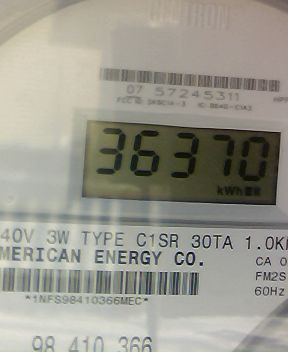 07 57245311
36370
kWh
40V 3W TYPE C1SR 30TA 1.0K
MERICAN ENERGY CO.
CA 0
FM2S
60Hz
*1NFS98410366MEC*
98 410 366